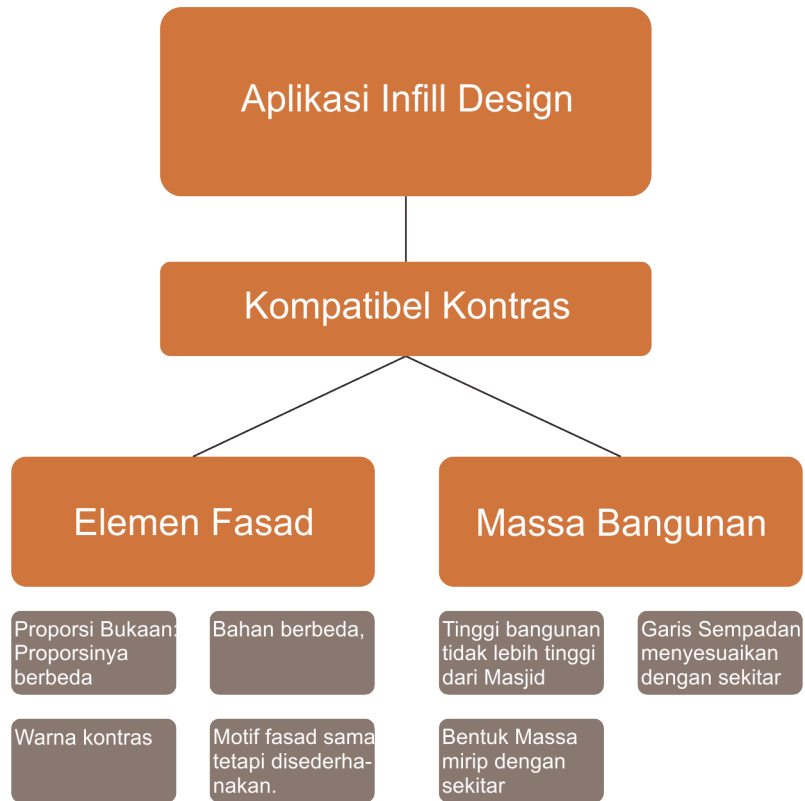 Aplikasi Infill Design
Kompatibel Kontras
Elemen Fasad
Massa Bangunan
Proporsi Bukaan:
Proporsinya
berbeda
Bahan berbeda,
Tinggi bangunan
tidak lebih tinggi
dari Masjid
Garis Sempadan
menyesuaikan
dengan sekitar
Warna kontras
Motif fasad sama
tetapi disederha-
nakan.
Bentuk Massa
mirip dengan
sekitar